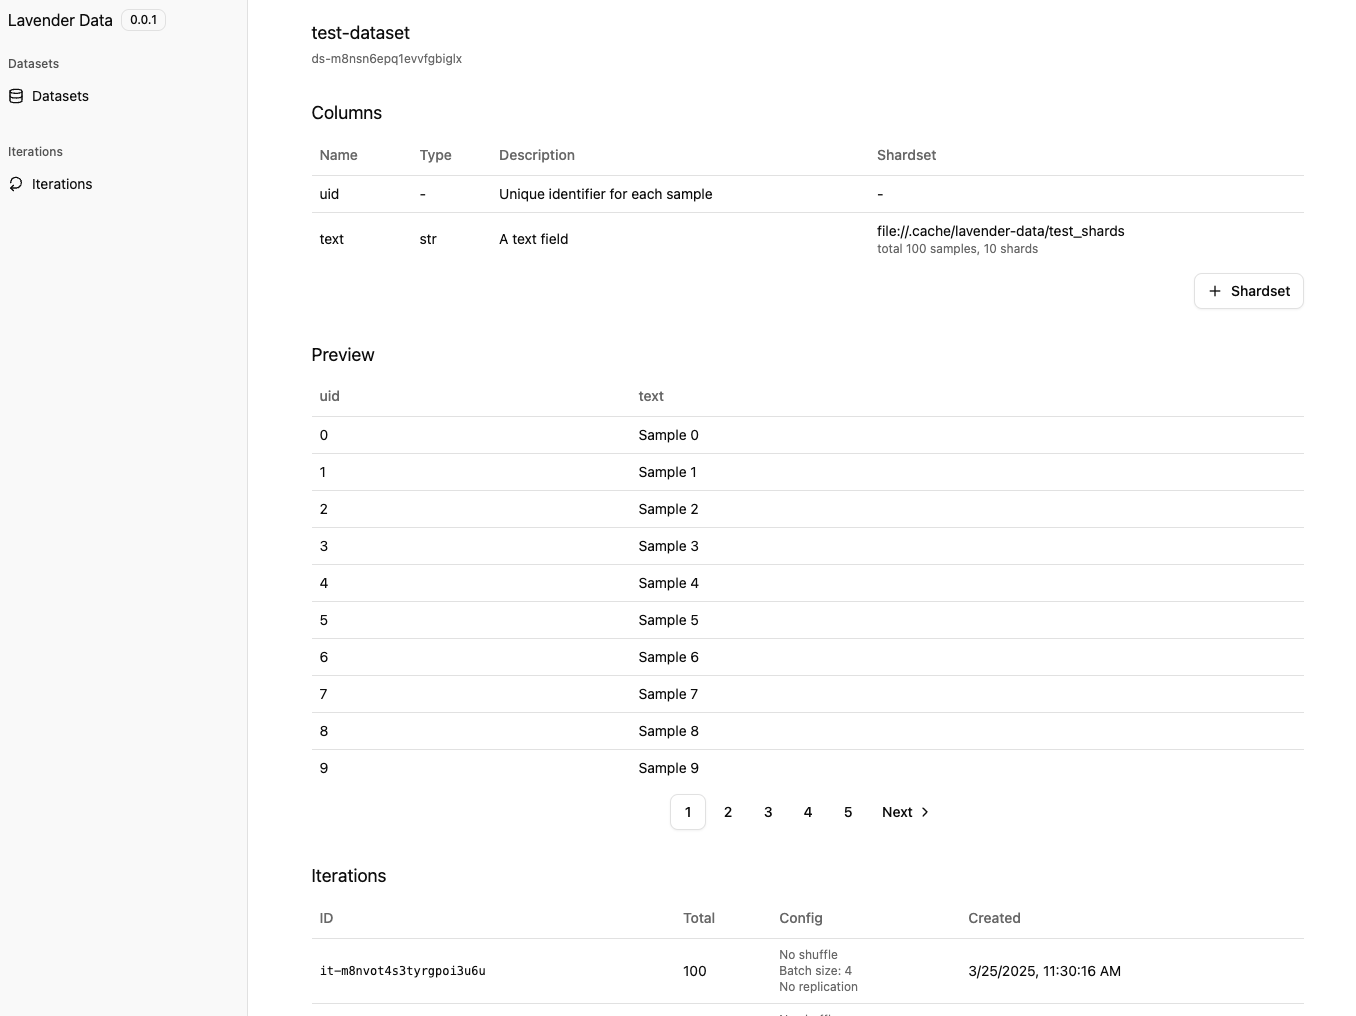 Lavender Data 0.0.1
Datasets
Datasets
Iterations
Iterations
test-dataset
ds-m8nsn6epq1evvfgbiglx
Columns
Name Type Description Shardset
uid - Unique identifier for each sample -
text str A text field file://.cache/lavender-data/test_shards
total 100 samples, 10 shards
+ Shardset
Preview
uid text
0 Sample 0
1 Sample 1
2 Sample 2
3 Sample 3
4 Sample 4
5 Sample 5
6 Sample 6
7 Sample 7
8 Sample 8
9 Sample 9
1 2 3 4 5 Next >
Iterations
ID Total Config Created
it-m8nvot4s3tyrgpoi3u6u 100 No shuffle
Batch size: 4
No replication
3/25/2025, 11:30:16 AM